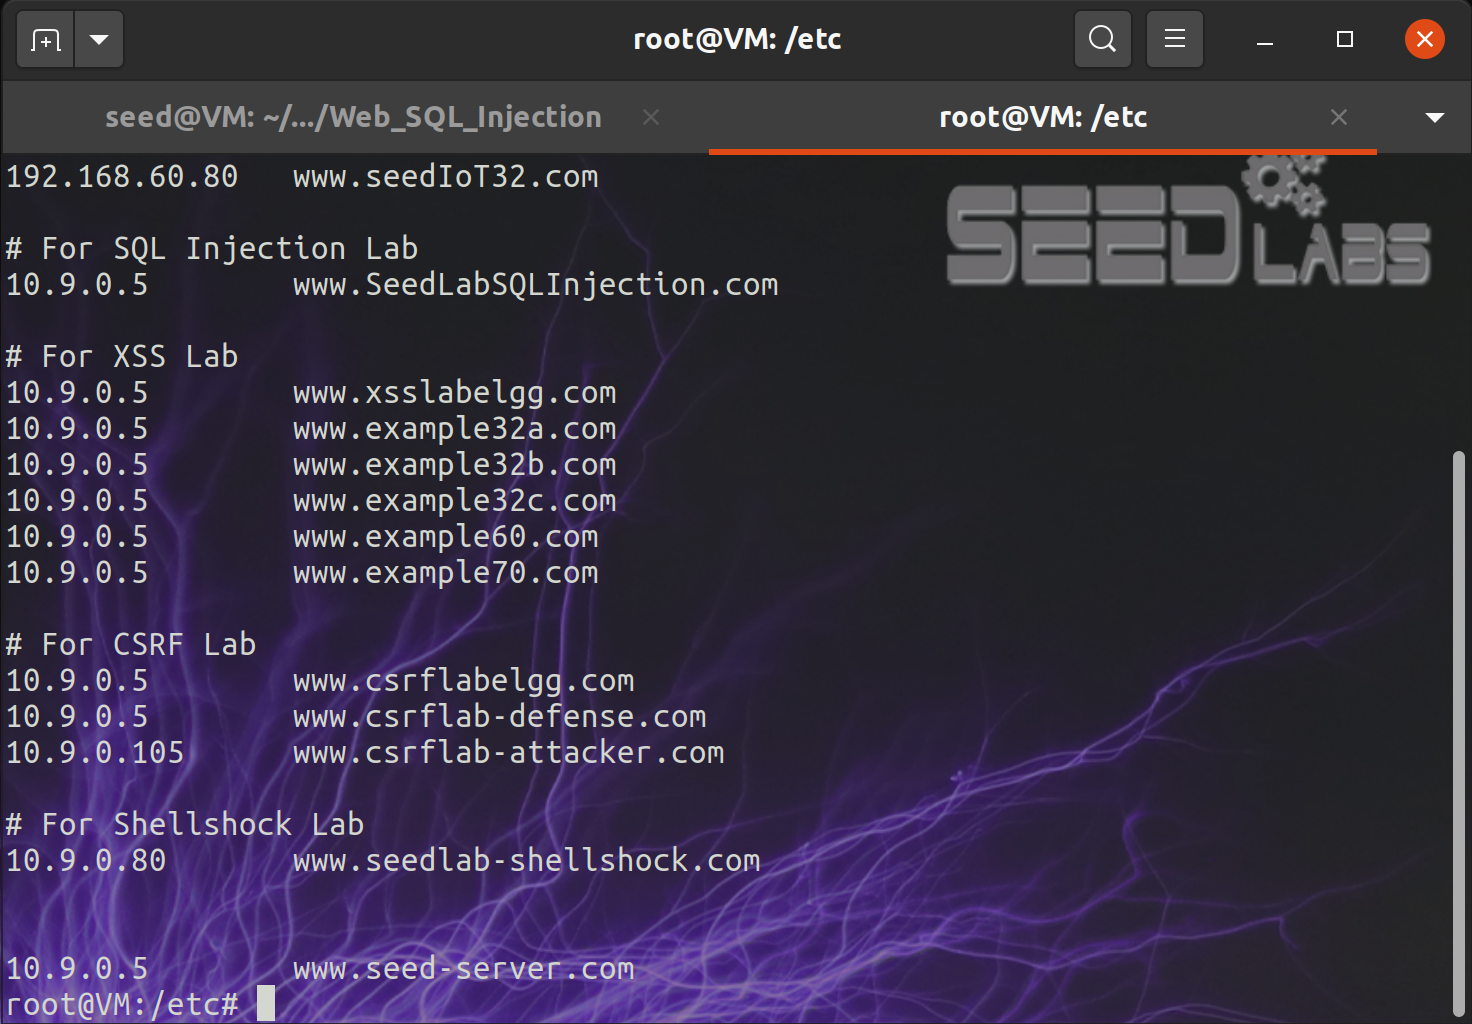 root@VM: /etc
seed@VM: ~/.../Web_SQL_Injection
root@VM: /etc
SEED LABS
192.168.60.80   www.seedIoT32.com

# For SQL Injection Lab
10.9.0.5        www.SeedLabSQLInjection.com

# For XSS Lab
10.9.0.5        www.xsslabelgg.com
10.9.0.5        www.example32a.com
10.9.0.5        www.example32b.com
10.9.0.5        www.example32c.com
10.9.0.5        www.example60.com
10.9.0.5        www.example70.com

# For CSRF Lab
10.9.0.5        www.csrflabelgg.com
10.9.0.5        www.csrflab-defense.com
10.9.0.105      www.csrflab-attacker.com

# For Shellshock Lab
10.9.0.80       www.seedlab-shellshock.com

10.9.0.5        www.seed-server.com
root@VM:/etc#